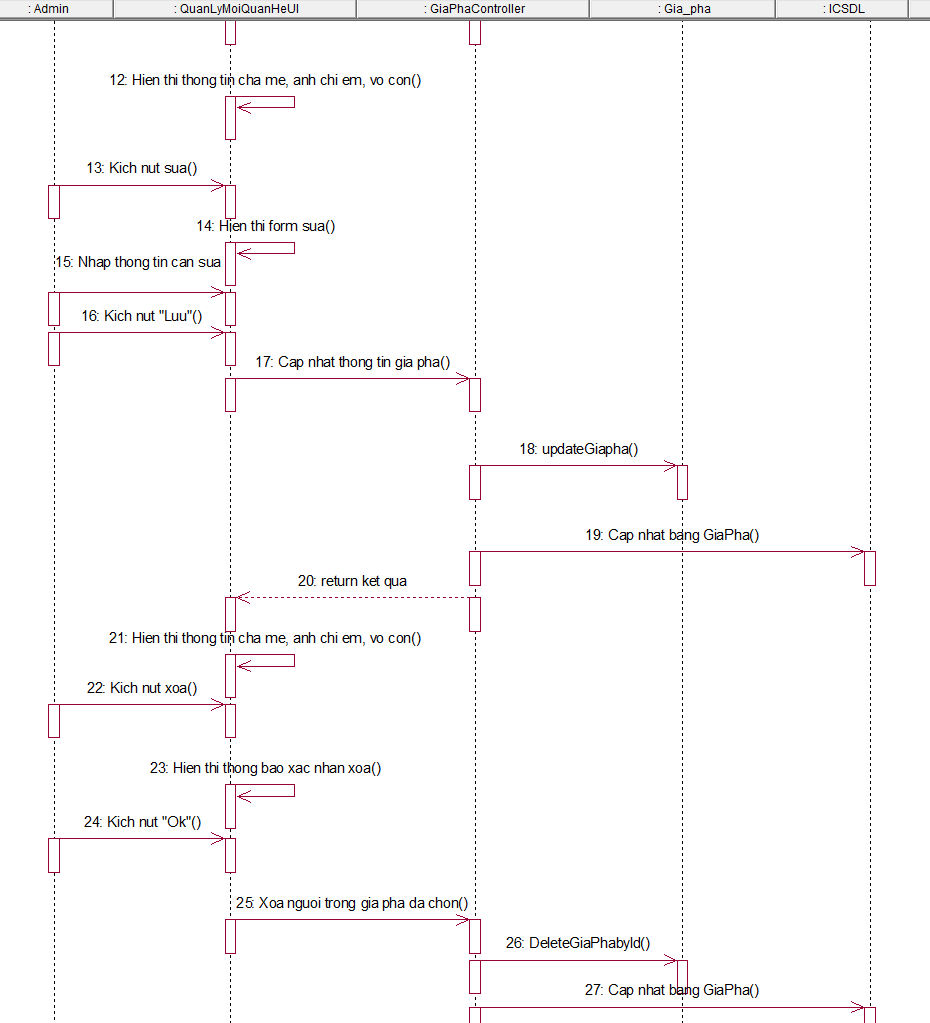 : Admin
: QuanLyMoiQuanHeUI
: GiaPhaController
: Gia_pha
: ICSDL
12: Hien thi thong tin cha me, anh chi em, vo con()
13: Kich nut sua()
14: Hien thi form sua()
15: Nhap thong tin can sua
16: Kich nut "Luu"()
17: Cap nhat thong tin gia pha()
18: updateGiapha()
19: Cap nhat bang GiaPha()
20: return ket qua
21: Hien thi thong tin cha me, anh chi em, vo con()
22: Kich nut xoa()
23: Hien thi thong bao xac nhan xoa()
24: Kich nut "Ok"()
25: Xoa nguoi trong gia pha da chon()
26: DeleteGiaPhabyId()
27: Cap nhat bang GiaPha()